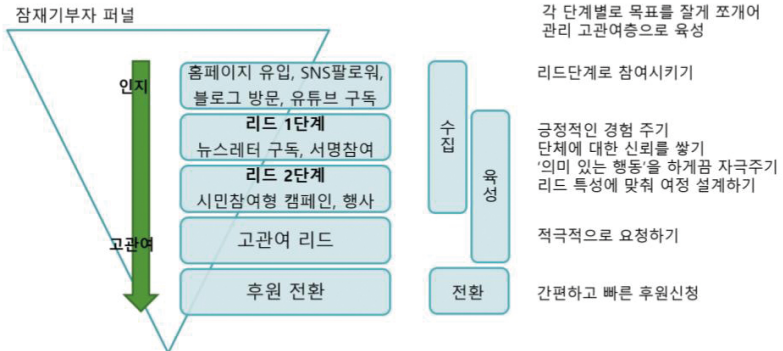 잠재기부자 퍼널
각 단계별로 목표를 잘게 쪼개어
관리 고관여층으로 육성
인지
홈페이지 유입, SNS팔로워,
블로그 방문, 유튜브 구독
리드단계로 참여시키기
리드 1단계
뉴스레터 구독, 서명참여
수집
긍정적인 경험 주기
단체에 대한 신뢰를 쌓기
‘의미 있는 행동’을 하게끔 자극주기
리드 특성에 맞춰 여정 설계하기
리드 2단계
시민참여형 캠페인, 행사
육성
고관여
고관여 리드
적극적으로 요청하기
후원 전환
전환
간편하고 빠른 후원신청